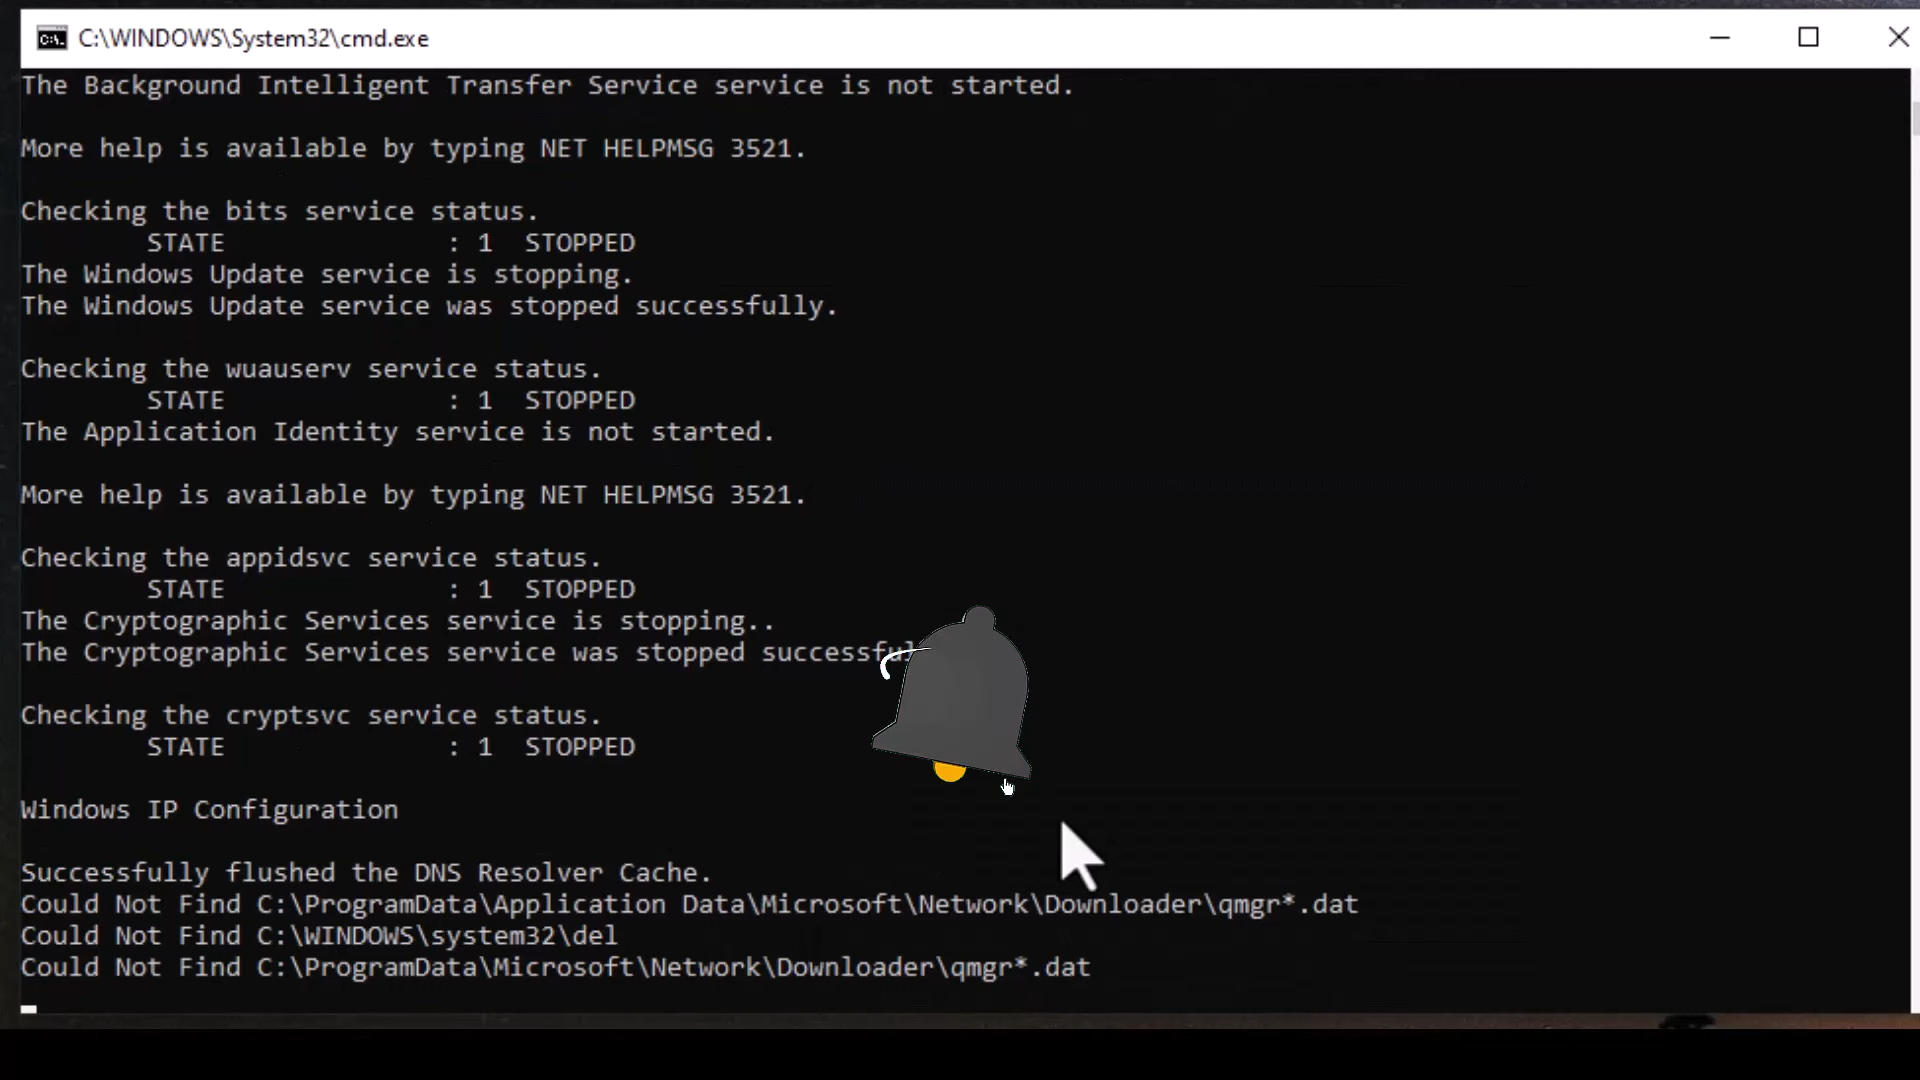 C:\WINDOWS\System32\cmd.exe
The Background Intelligent Transfer Service service is not started.
More help is available by typing NET HELPMSG 3521.
Checking the bits service status.
STATE : 1 STOPPED
The Windows Update service is stopping.
The Windows Update service was stopped successfully.
Checking the wuauserv service status.
STATE : 1 STOPPED
The Application Identity service is not started.
More help is available by typing NET HELPMSG 3521.
Checking the appidsvc service status.
STATE : 1 STOPPED
The Cryptographic Services service is stopping..
The Cryptographic Services service was stopped
Checking the cryptsvc service status.
STATE : 1 STOPPED
Windows IP Configuration
Successfully flushed the DNS Resolver Cache.
Could Not Find C:\ProgramData\Application Data\Microsoft\Network\Downloader\qmgr*.dat
Could Not Find C:\WINDOWS\system32\del
Could Not Find C:\ProgramData\Microsoft\Network\Downloader\qmgr*.dat